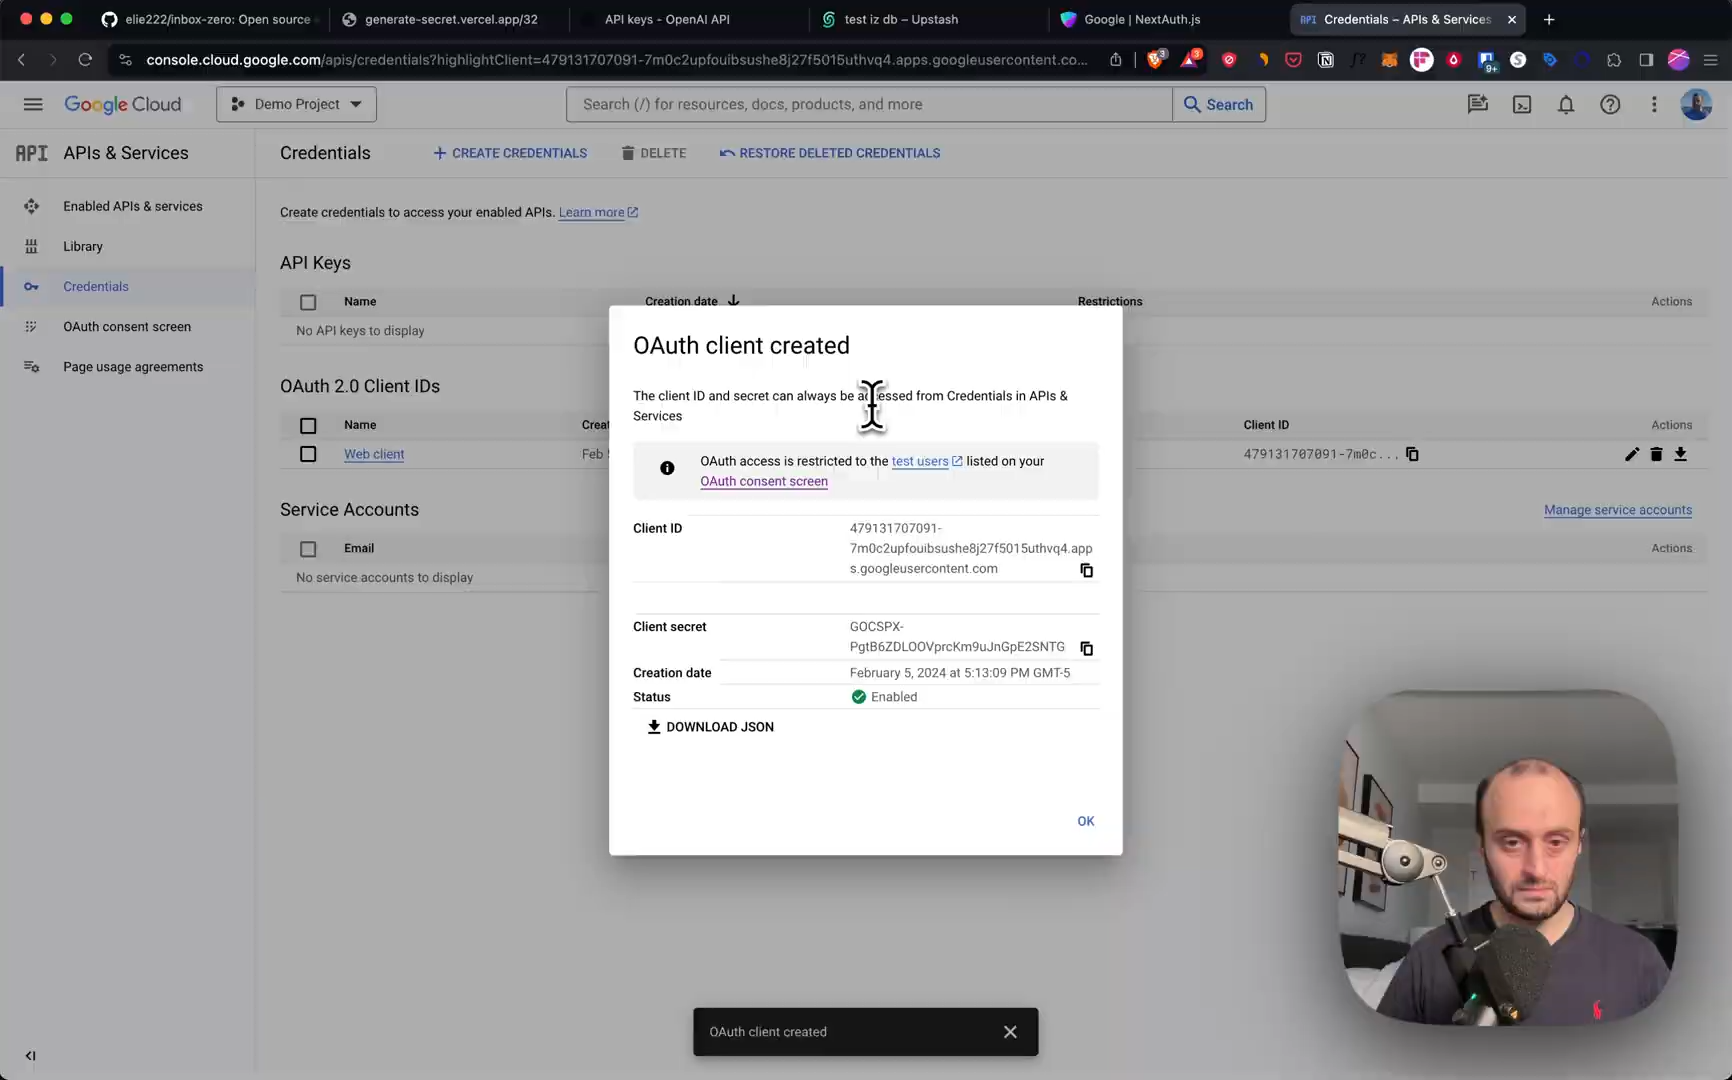 elie222/inbox-zero: Open source
generate-secret.vercel.app/32
API keys - OpenAI API
test iz db – Upstash
Google | NextAuth.js
API Credentials – APIs & Services
console.cloud.google.com/apis/credentials?highlightClient=479131707091-7m0c2upfouibsushe8j27f5015uthvq4.apps.googleusercontent.co...
3
3
9+
Google Cloud
Demo Project
Search (/) for resources, docs, products, and more
Search
API APIs & Services
Credentials
CREATE CREDENTIALS
DELETE
RESTORE DELETED CREDENTIALS
Enabled APIs & services
Library
Credentials
OAuth consent screen
Page usage agreements
Create credentials to access your enabled APIs. Learn more
API Keys
Name
Creation date
Restrictions
Actions
No API keys to display
OAuth 2.0 Client IDs
Name
Client ID
Actions
Web client
Feb
479131707091-7m0c...
Service Accounts
Manage service accounts
Email
Actions
No service accounts to display
OAuth client created
The client ID and secret can always be accessed from Credentials in APIs &
Services
OAuth access is restricted to the test users listed on your
OAuth consent screen
Client ID
479131707091-
7m0c2upfouibsushe8j27f5015uthvq4.app
s.googleusercontent.com
Client secret
GOCSPX-
PgtB6ZDLOOVprcKm9uJnGpE2SNTG
Creation date
February 5, 2024 at 5:13:09 PM GMT-5
Status
Enabled
DOWNLOAD JSON
OK
OAuth client created